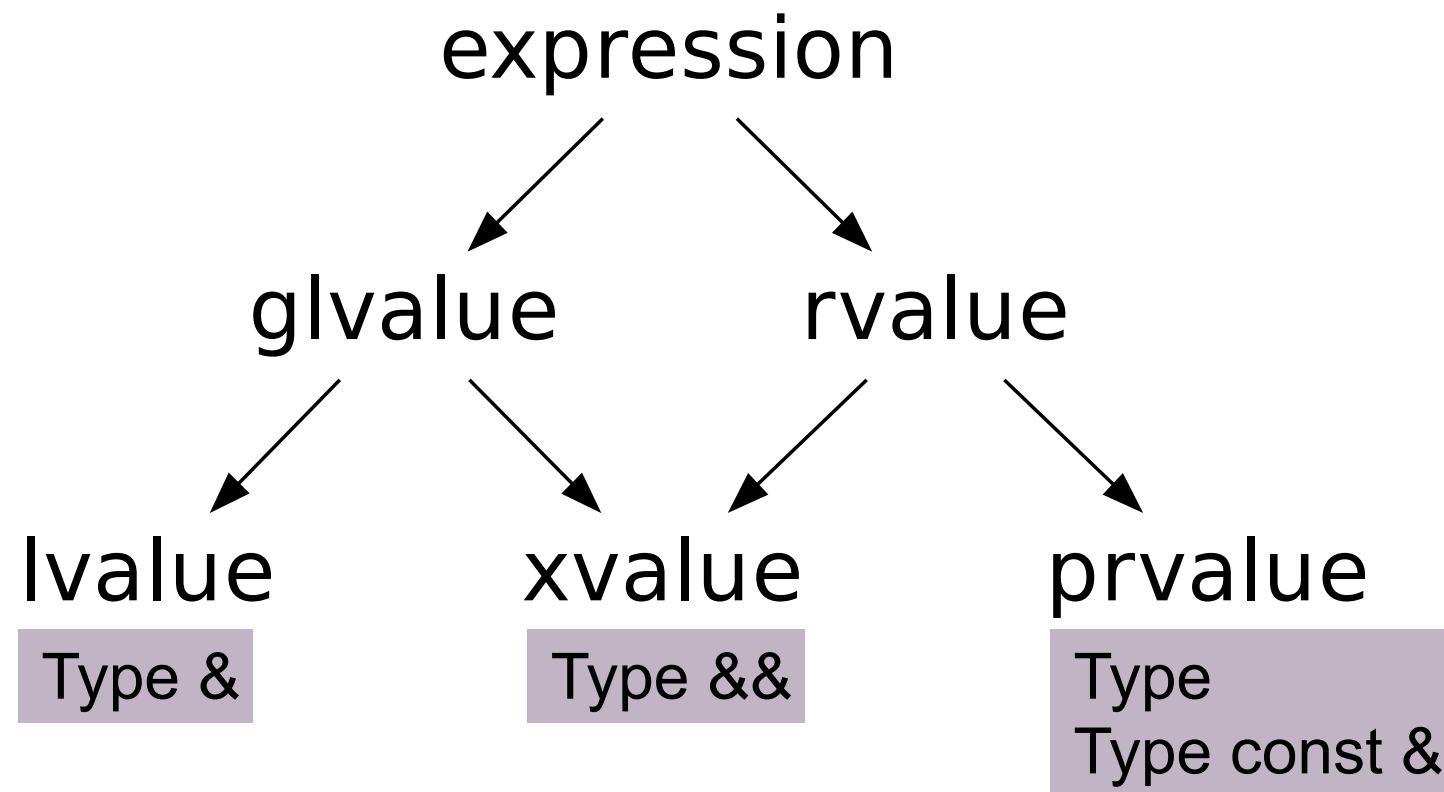 expression
glvalue
rvalue
lvalue
xvalue
prvalue
Type &
Type &&
Type
Type const &